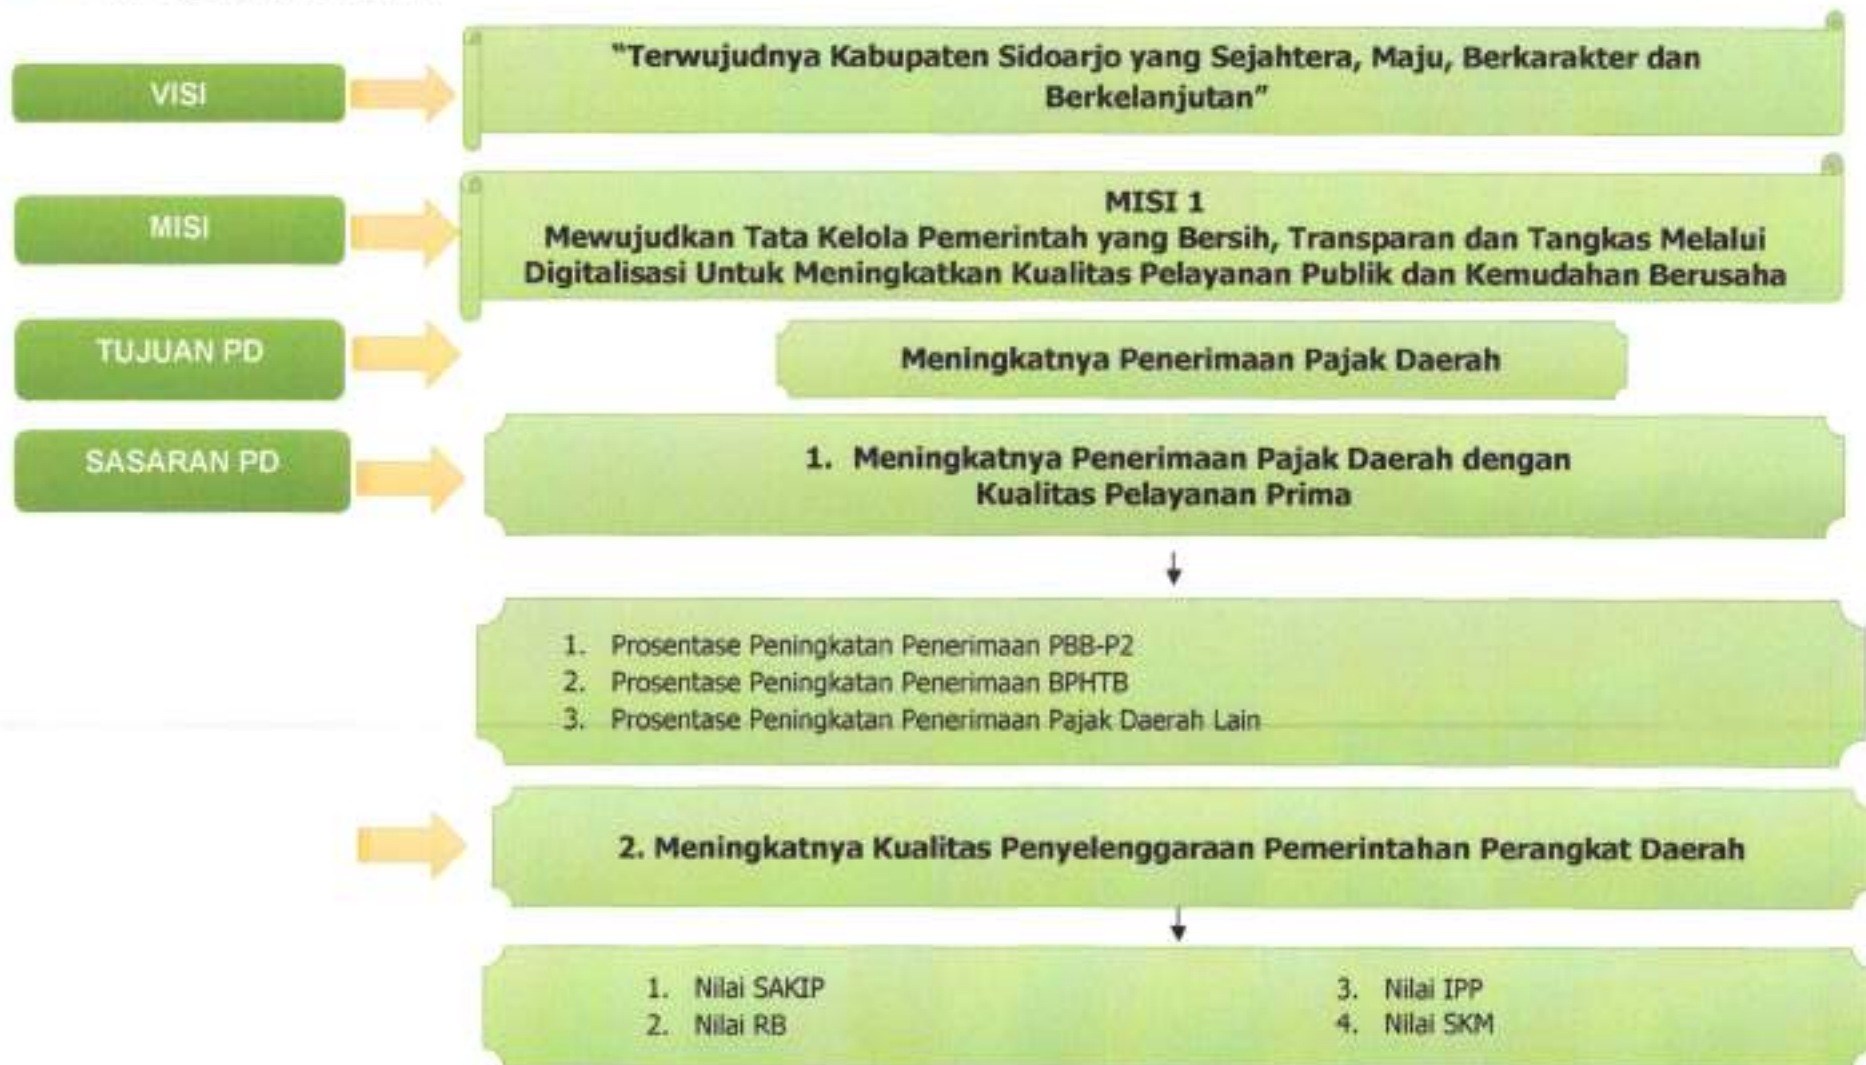 VISI
"Terwujudnya Kabupaten Sidoarjo yang Sejahtera, Maju, Berkarakter dan
Berkelanjutan"
MISI
MISI 1
Mewujudkan Tata Kelola Pemerintah yang Bersih, Transparan dan Tangkas Melalui
Digitalisasi Untuk Meningkatkan Kualitas Pelayanan Publik dan Kemudahan Berusaha
TUJUAN PD
Meningkatnya Penerimaan Pajak Daerah
SASARAN PD
1. Meningkatnya Penerimaan Pajak Daerah dengan
Kualitas Pelayanan Prima
1. Prosentase Peningkatan Penerimaan PBB-P2
2. Prosentase Peningkatan Penerimaan BPHTB
3. Prosentase Peningkatan Penerimaan Pajak Daerah Lain
2. Meningkatnya Kualitas Penyelenggaraan Pemerintahan Perangkat Daerah
1. Nilai SAKIP
2. Nilai RB
3. Nilai IPP
4. Nilai SKM